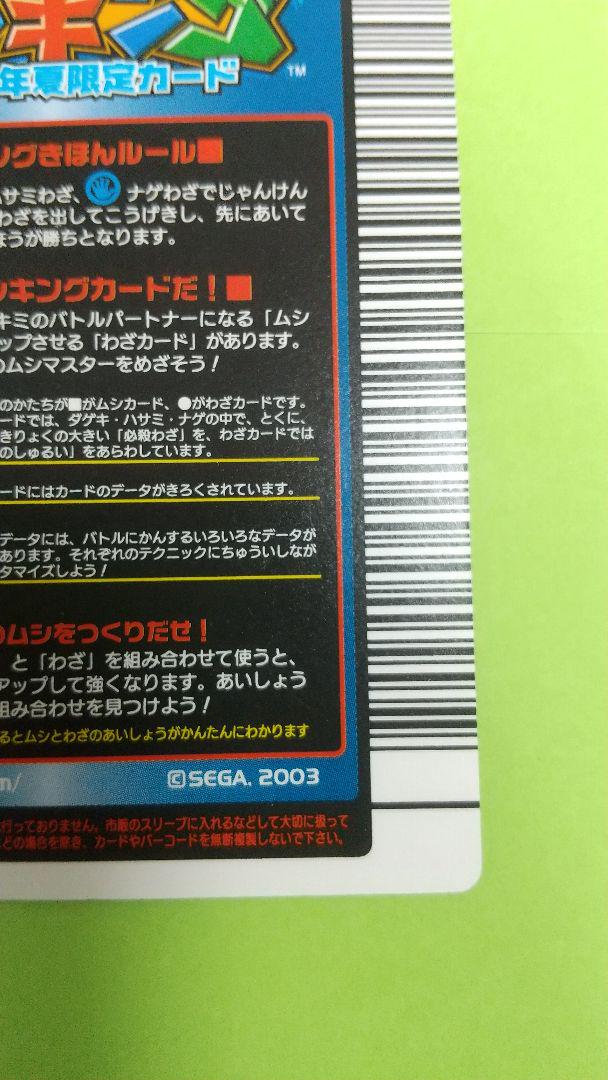 キング
TM
年夏限定カード
ングきほんルール■
ハサミわざ、 ナゲわざでじゃんけん
わざを出してこうげきし、先にあいて
ほうが勝ちとなります。
シキングカードだ！■
キミのバトルパートナーになる「ムシ
ップさせる「わざカード」があります。
のムシマスターをめざそう！
のかたちが■がムシカード、●がわざカードです。
ードでは、ダゲキ・ハサミ・ナゲの中で、とくに、
きりょくの大きい「必殺わざ」を、わざカードでは
のしゅるい」をあらわしています。
ードにはカードのデータがきろくされています。
データには、バトルにかんするいろいろなデータが
あります。それぞれのテクニックにちゅういしなが
タマイズしよう！
のムシをつくりだせ！
」と「わざ」を組み合わせて使うと、
アップして強くなります。あいしょう
組み合わせを見つけよう！
るとムシとわざのあいしょうがかんたんにわかります
m/
©SEGA, 2003
行っておりません。市販のスリーブに入れるなどして大切に扱って
どの場合を除き、カードやバーコードを無断複製しないで下さい。